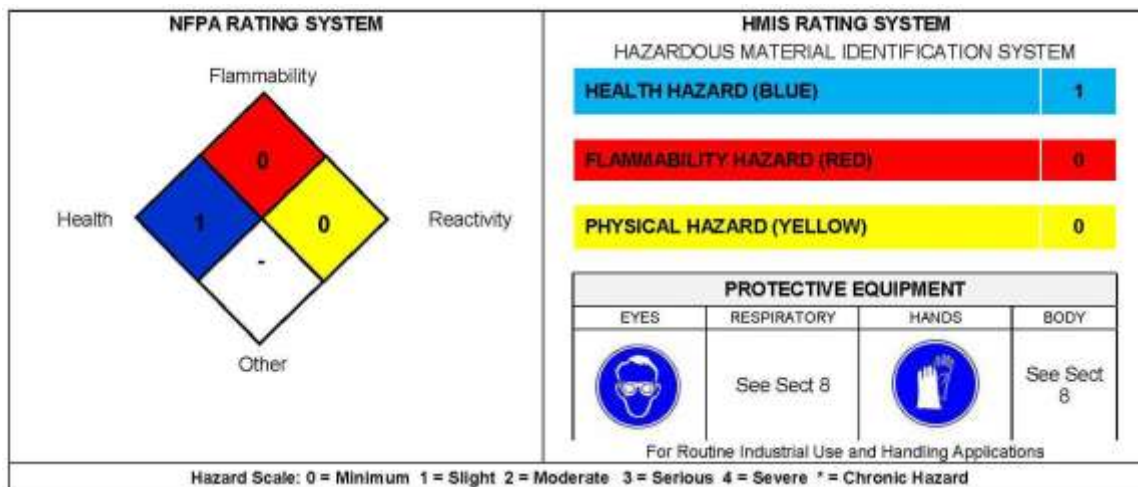 NFPA RATING SYSTEM
Flammability
0
Health
1
0
Reactivity
-
Other
HMIS RATING SYSTEM
HAZARDOUS MATERIAL IDENTIFICATION SYSTEM
HEALTH HAZARD (BLUE) 1
FLAMMABILITY HAZARD (RED) 0
PHYSICAL HAZARD (YELLOW) 0
PROTECTIVE EQUIPMENT
EYES RESPIRATORY HANDS BODY
See Sect 8
See Sect
8
For Routine Industrial Use and Handling Applications
Hazard Scale: 0 = Minimum 1 = Slight 2 = Moderate 3 = Serious 4 = Severe * = Chronic Hazard